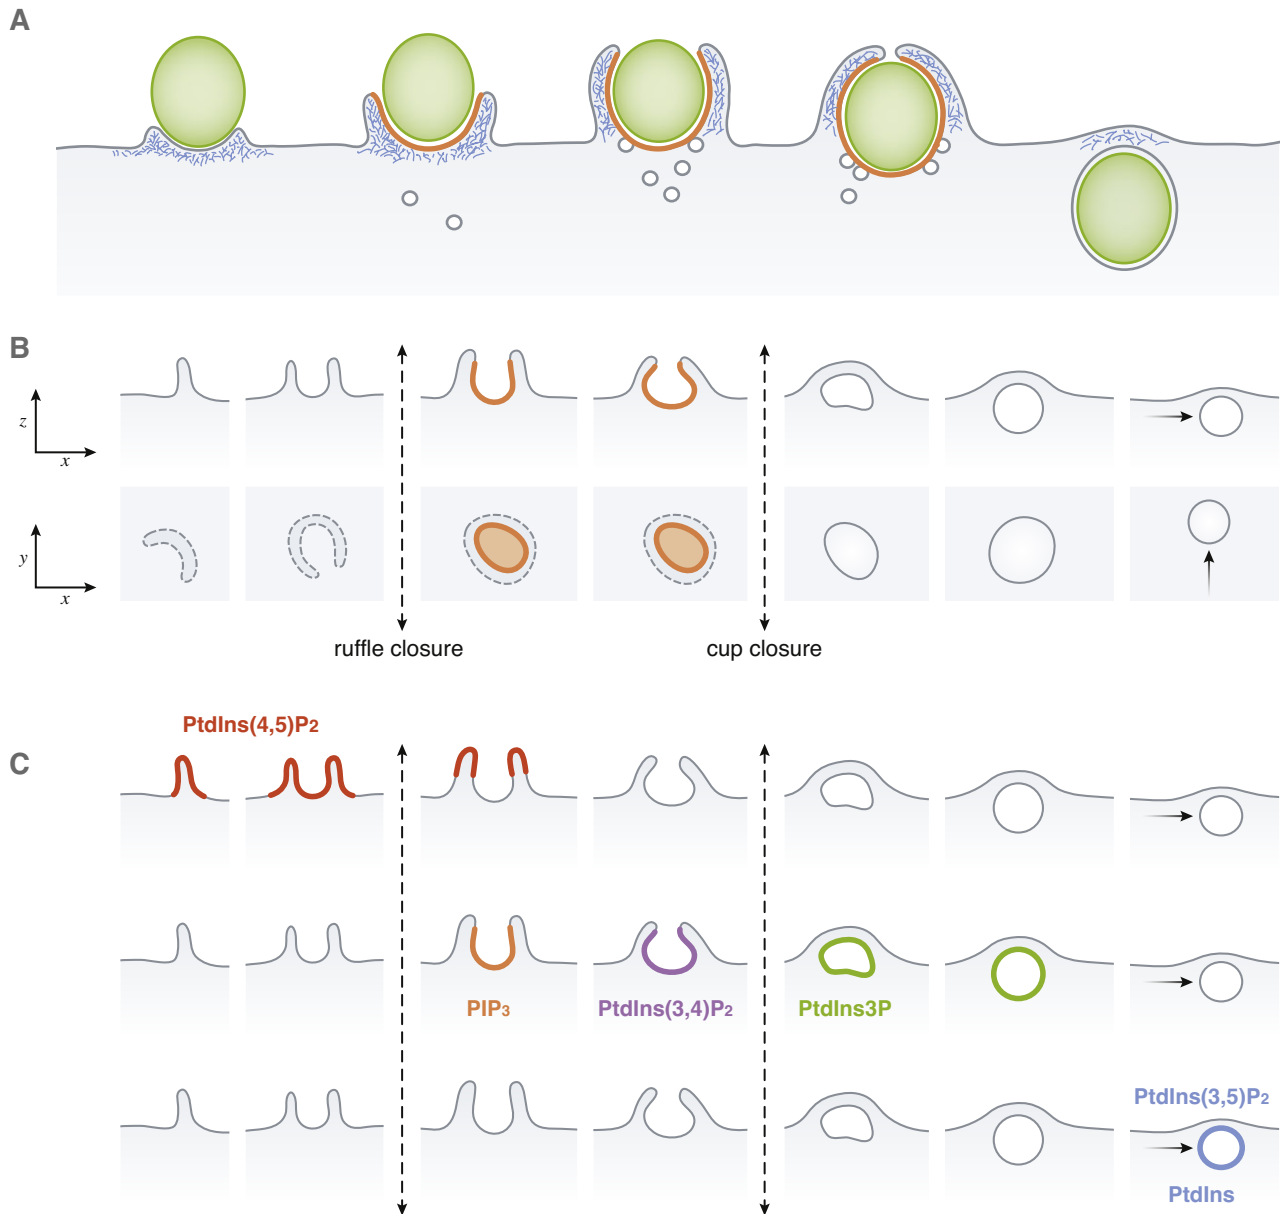 A
B
z
x
y
x
ruffle closure
cup closure
PtdIns(4,5)P2
C
PIP3
PtdIns(3,4)P2
PtdIns3P
PtdIns(3,5)P2
PtdIns